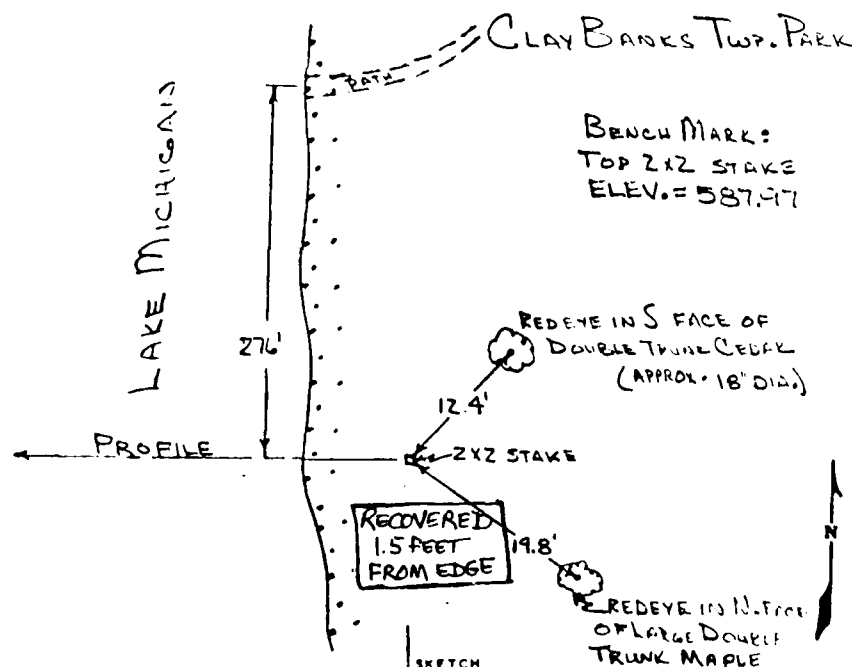 CLAY BANKS TWP. PARK
PATH
LAKE MICHIGAN
BENCH MARK:
TOP 2x2 STAKE
ELEV. = 587.97
276'
REDEYE IN S FACE OF
DOUBLE TRUNK CEDAR
(APPROX. 18" DIA.)
12.4'
PROFILE
2x2 STAKE
RECOVERED
1.5 FEET
FROM EDGE
19.8'
N
REDEYE IN N. FACE
OF LARGE DOUBLE
TRUNK MAPLE
SKETCH